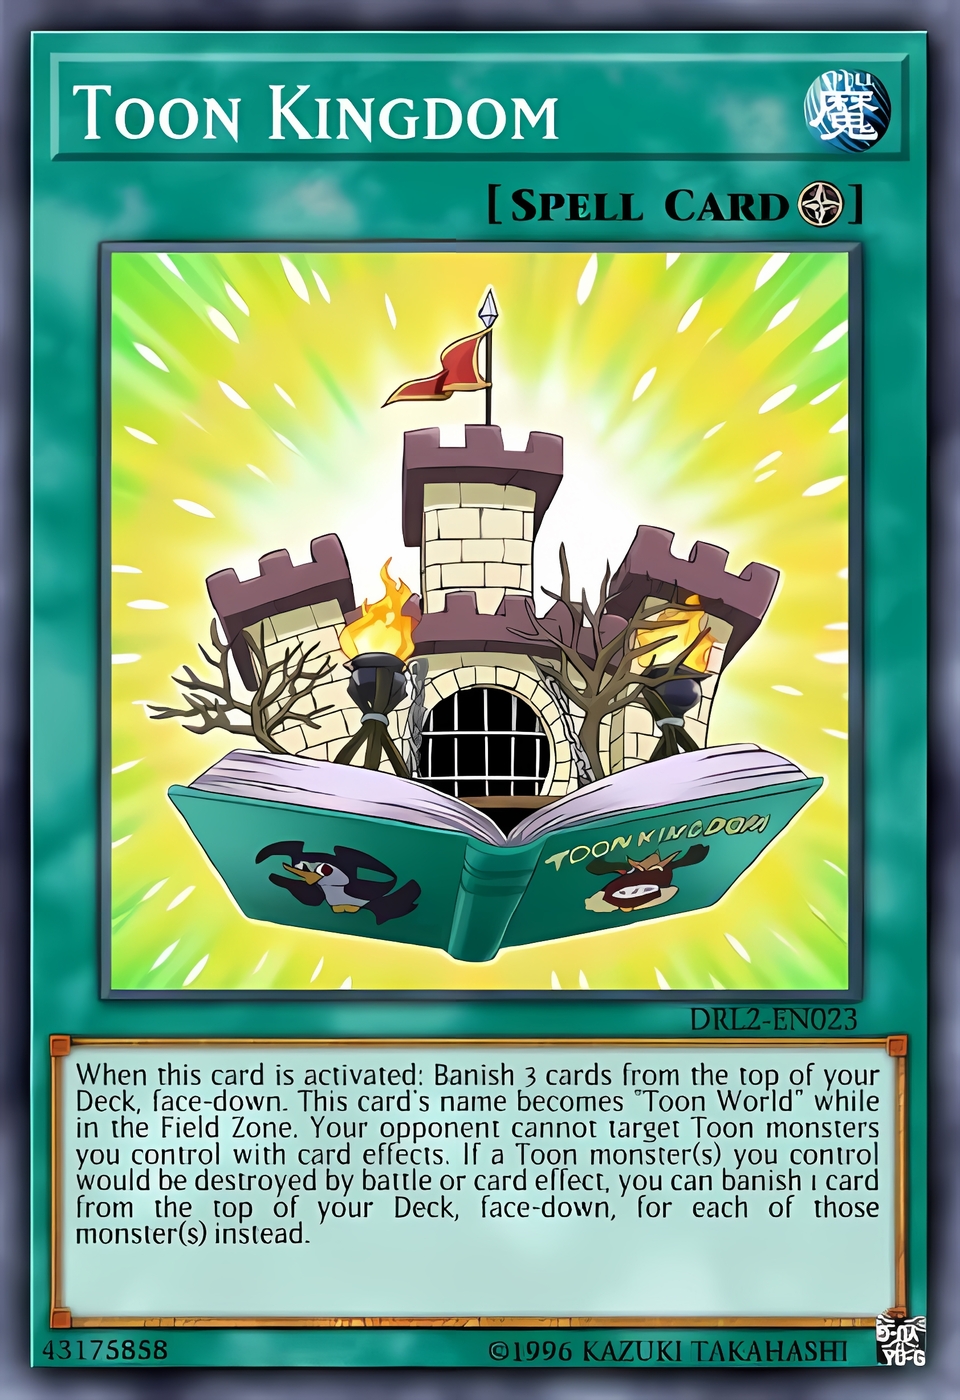 Toon Kingdom
魔
[Spell Card]
TOON KINGDOM
DRL2-EN023
When this card is activated: Banish 3 cards from the top of your
Deck, face-down. This card's name becomes "Toon World" while
in the Field Zone. Your opponent cannot target Toon monsters
you control with card effects. If a Toon monster(s) you control
would be destroyed by battle or card effect, you can banish 1 card
from the top of your Deck, face-down, for each of those
monster(s) instead.
43175858
©1996 KAZUKI TAKAHASHI